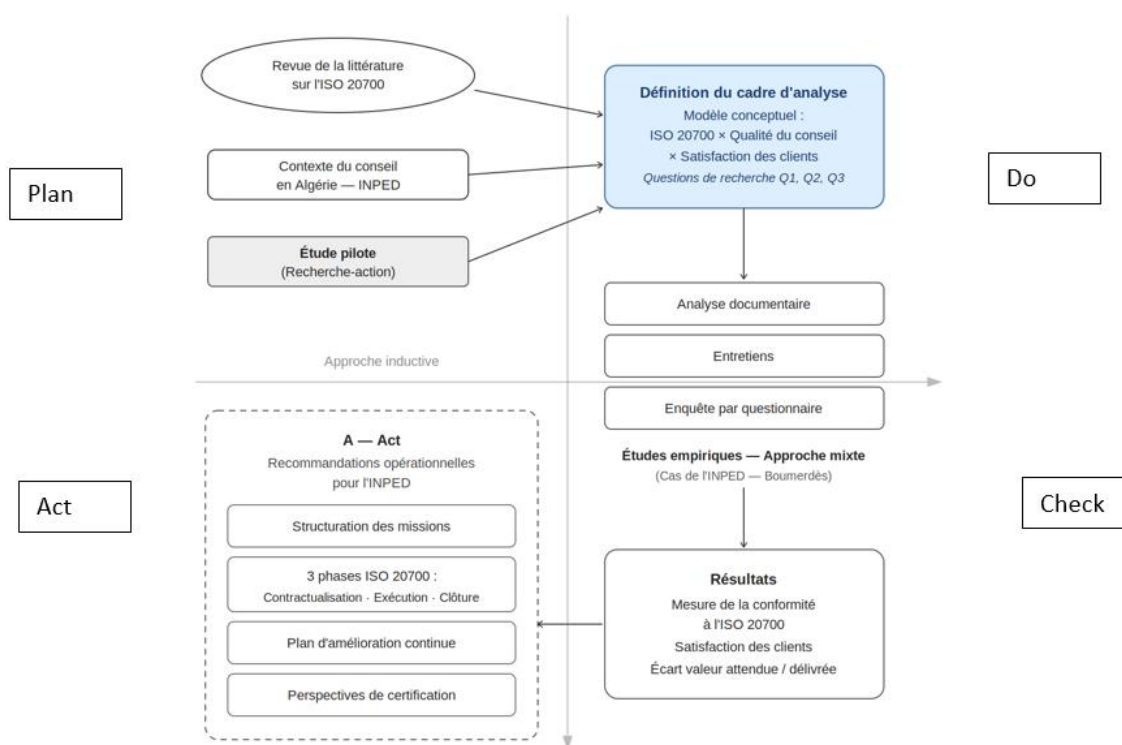 Revue de la littérature
sur l'ISO 20700
Définition du cadre d'analyse
Modèle conceptuel :
ISO 20700 × Qualité du conseil
× Satisfaction des clients
Questions de recherche Q1, Q2, Q3
Plan
Contexte du conseil
en Algérie — INPED
Do
Étude pilote
(Recherche-action)
Analyse documentaire
Entretiens
Approche inductive
Enquête par questionnaire
Études empiriques — Approche mixte
(Cas de l'INPED — Boumerdès)
Act
A — Act
Recommandations opérationnelles
pour l'INPED
Structuration des missions
3 phases ISO 20700 :
Contractualisation · Exécution · Clôture
Plan d'amélioration continue
Perspectives de certification
Check
Résultats
Mesure de la conformité
à l'ISO 20700
Satisfaction des clients
Écart valeur attendue / délivrée